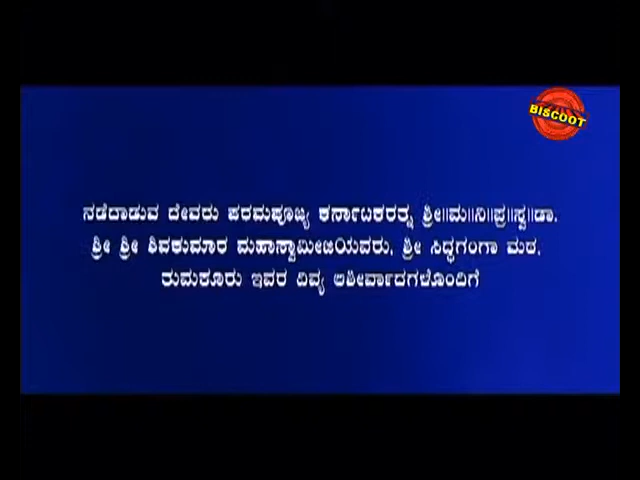 BISCOOT
ನಡೆದಾಡುವ ದೇವರು ಪರಮಪೂಜ್ಯ ಕರ್ನಾಟಕರತ್ನ ಶ್ರೀ॥ಮ॥ನಿ॥ಪ್ರ॥ಸ್ವ॥ಡಾ.
ಶ್ರೀ ಶ್ರೀ ಶಿವಕುಮಾರ ಮಹಾಸ್ವಾಮೀಜಿಯವರು, ಶ್ರೀ ಸಿದ್ಧಗಂಗಾ ಮಠ,
ತುಮಕೂರು ಇವರ ದಿವ್ಯ ಆಶೀರ್ವಾದಗಳೊಂದಿಗೆ